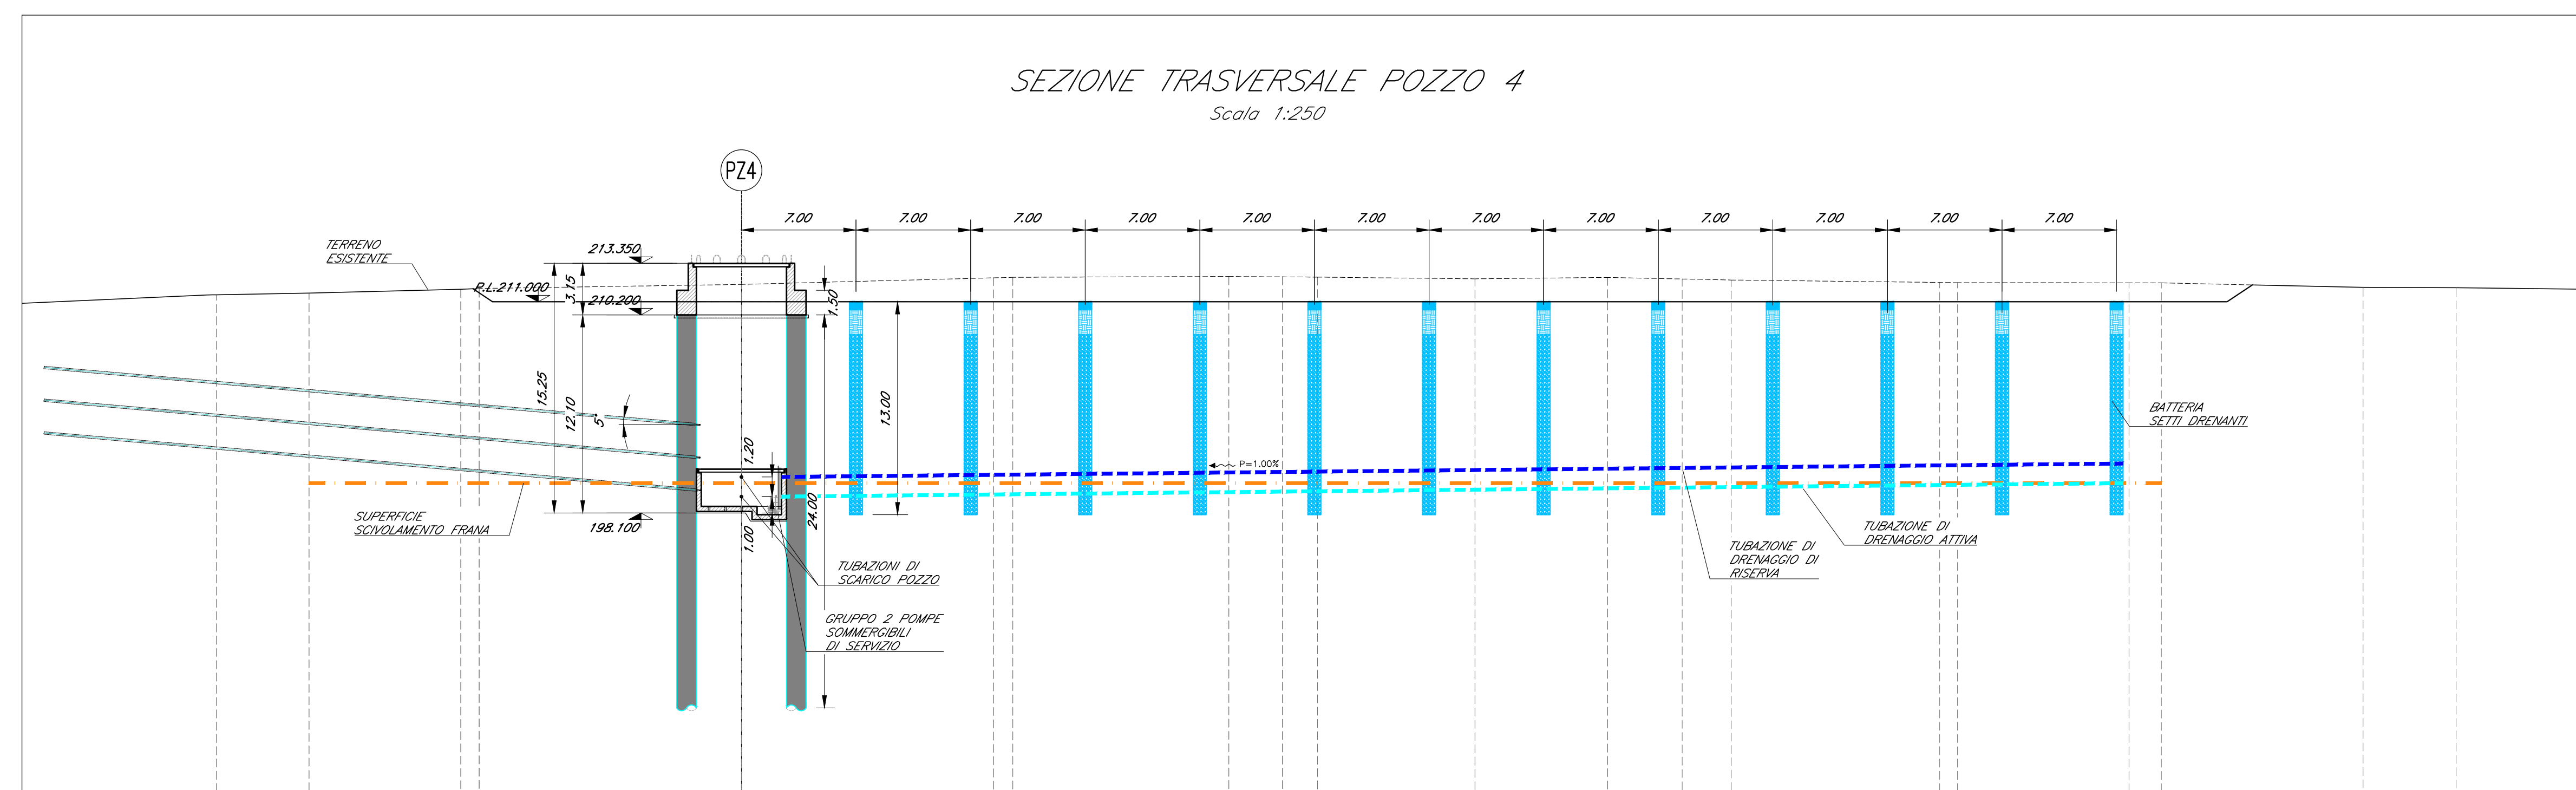 SEZIONE TRASVERSALE POZZO 4
Scala 1:250
PZ4
7.00
7.00
7.00
7.00
7.00
7.00
7.00
7.00
7.00
7.00
7.00
7.00
TERRENO
ESISTENTE
213.350
P.L.211.000
3.15
210.200
1.50
15.25
12.10
5°
13.00
1.20
P=1.00%
BATTERIA
SETTI DRENANTI
24.00
SUPERFICIE
SCIVOLAMENTO FRANA
198.100
1.00
TUBAZIONE DI
DRENAGGIO ATTIVA
TUBAZIONE DI
DRENAGGIO DI
RISERVA
TUBAZIONI DI
SCARICO POZZO
GRUPPO 2 POMPE
SOMMERGIBILI
DI SERVIZIO